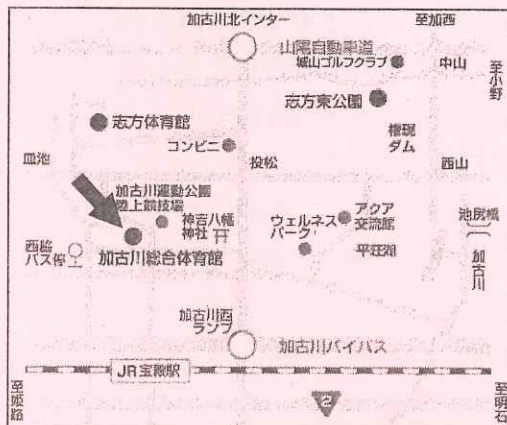 加古川北インター
至加西
山陽自動車道
城山ゴルフクラブ
中山
至小野
志方東公園
志方体育館
権現
ダム
コンビニ
皿池
投松
西山
加古川運動公園
陸上競技場
神吉八幡
神社
ウェルネス
パーク
アクア
交流館
池尻橋
西脇
バス停
加古川総合体育館
平荘湖
加古川
加古川西
ランプ
加古川バイパス
JR宝殿駅
至姫路
2
至明石